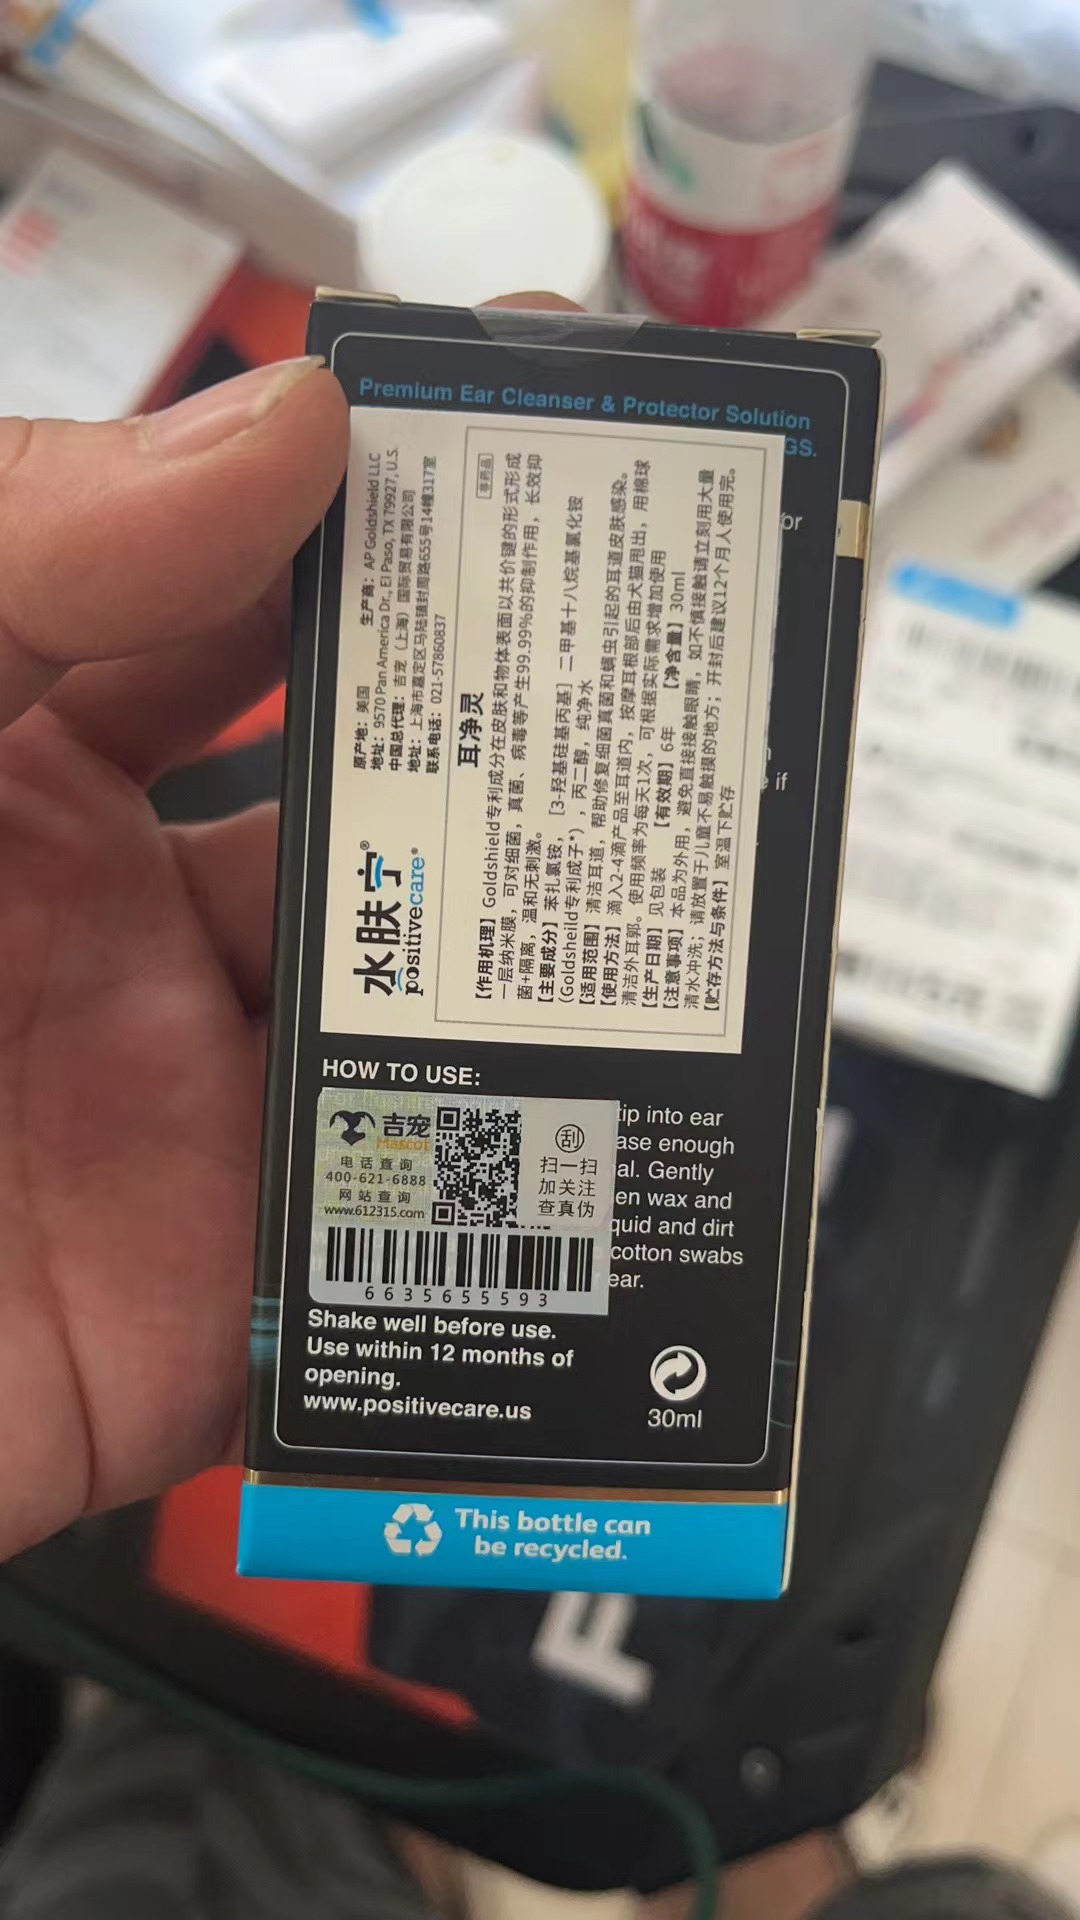 Premium Ear Cleanser & Protector Solution
GS.
or
if
水肤宁®
positivecare®
原产地：美国 生产商：AP Goldshield LLC
地址：9570 Pan America Dr., El Paso, TX 79927, U.S.
中国总代理：吉宠（上海）国际贸易有限公司
地址：上海市嘉定区马陆镇封周路655号14幢317室
联系电话：021-57860837
耳净灵
非药品
【作用机理】Goldshield专利成分在皮肤和物体表面以共价键的形式形成
一层纳米膜，可对细菌，真菌、病毒等产生99.99%的抑制作用，长效抑
菌+隔离，温和无刺激。
【主要成分】苯扎氯铵，［3-羟基硅基丙基］二甲基十八烷基氯化铵
（Goldsheild专利成子*），丙二醇，纯净水
【适用范围】清洁耳道，帮助修复细菌真菌和螨虫引起的耳道皮肤感染。
【使用方法】滴入2-4滴产品至耳道内，按摩耳根部后由犬猫甩出，用棉球
清洁外耳郭。使用频率为每天1次，可根据实际需求增加使用
【生产日期】见包装 【有效期】6年 【净含量】30ml
【注意事项】本品为外用，避免直接接触眼睛，如不慎接触请立刻用大量
清水冲洗；请放置于儿童不易触摸的地方；开封后建议12个月人使用完。
【贮存方法与条件】室温下贮存
HOW TO USE:
tip into ear
ase enough
al. Gently
en wax and
quid and dirt
cotton swabs
ear.
吉宠
Mascot
电话查询
400-621-6888
网站查询
www.612315.com
刮
扫一扫
加关注
查真伪
6635655593
Shake well before use.
Use within 12 months of
opening.
www.positivecare.us
30ml
This bottle can
be recycled.